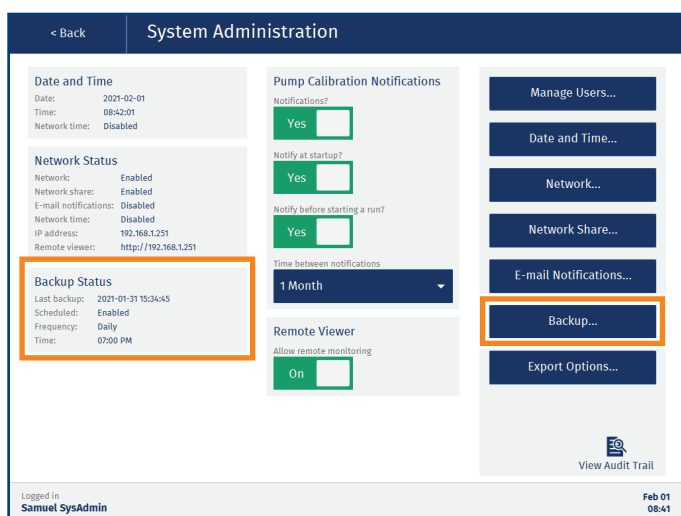 < Back
System Administration
Date and Time
Date: 2021-02-01
Time: 08:42:01
Network time: Disabled
Network Status
Network: Enabled
Network share: Enabled
E-mail notifications: Disabled
Network time: Disabled
IP address: 192.168.1.251
Remote viewer: http://192.168.1.251
Backup Status
Last backup: 2021-01-31 15:34:45
Scheduled: Enabled
Frequency: Daily
Time: 07:00 PM
Pump Calibration Notifications
Notifications?
Yes
Notify at startup?
Yes
Notify before starting a run?
Yes
Time between notifications
1 Month
Remote Viewer
Allow remote monitoring
On
Manage Users...
Date and Time...
Network...
Network Share...
E-mail Notifications...
Backup...
Export Options...
View Audit Trail
Logged in
Samuel SysAdmin
Feb 01
08:41